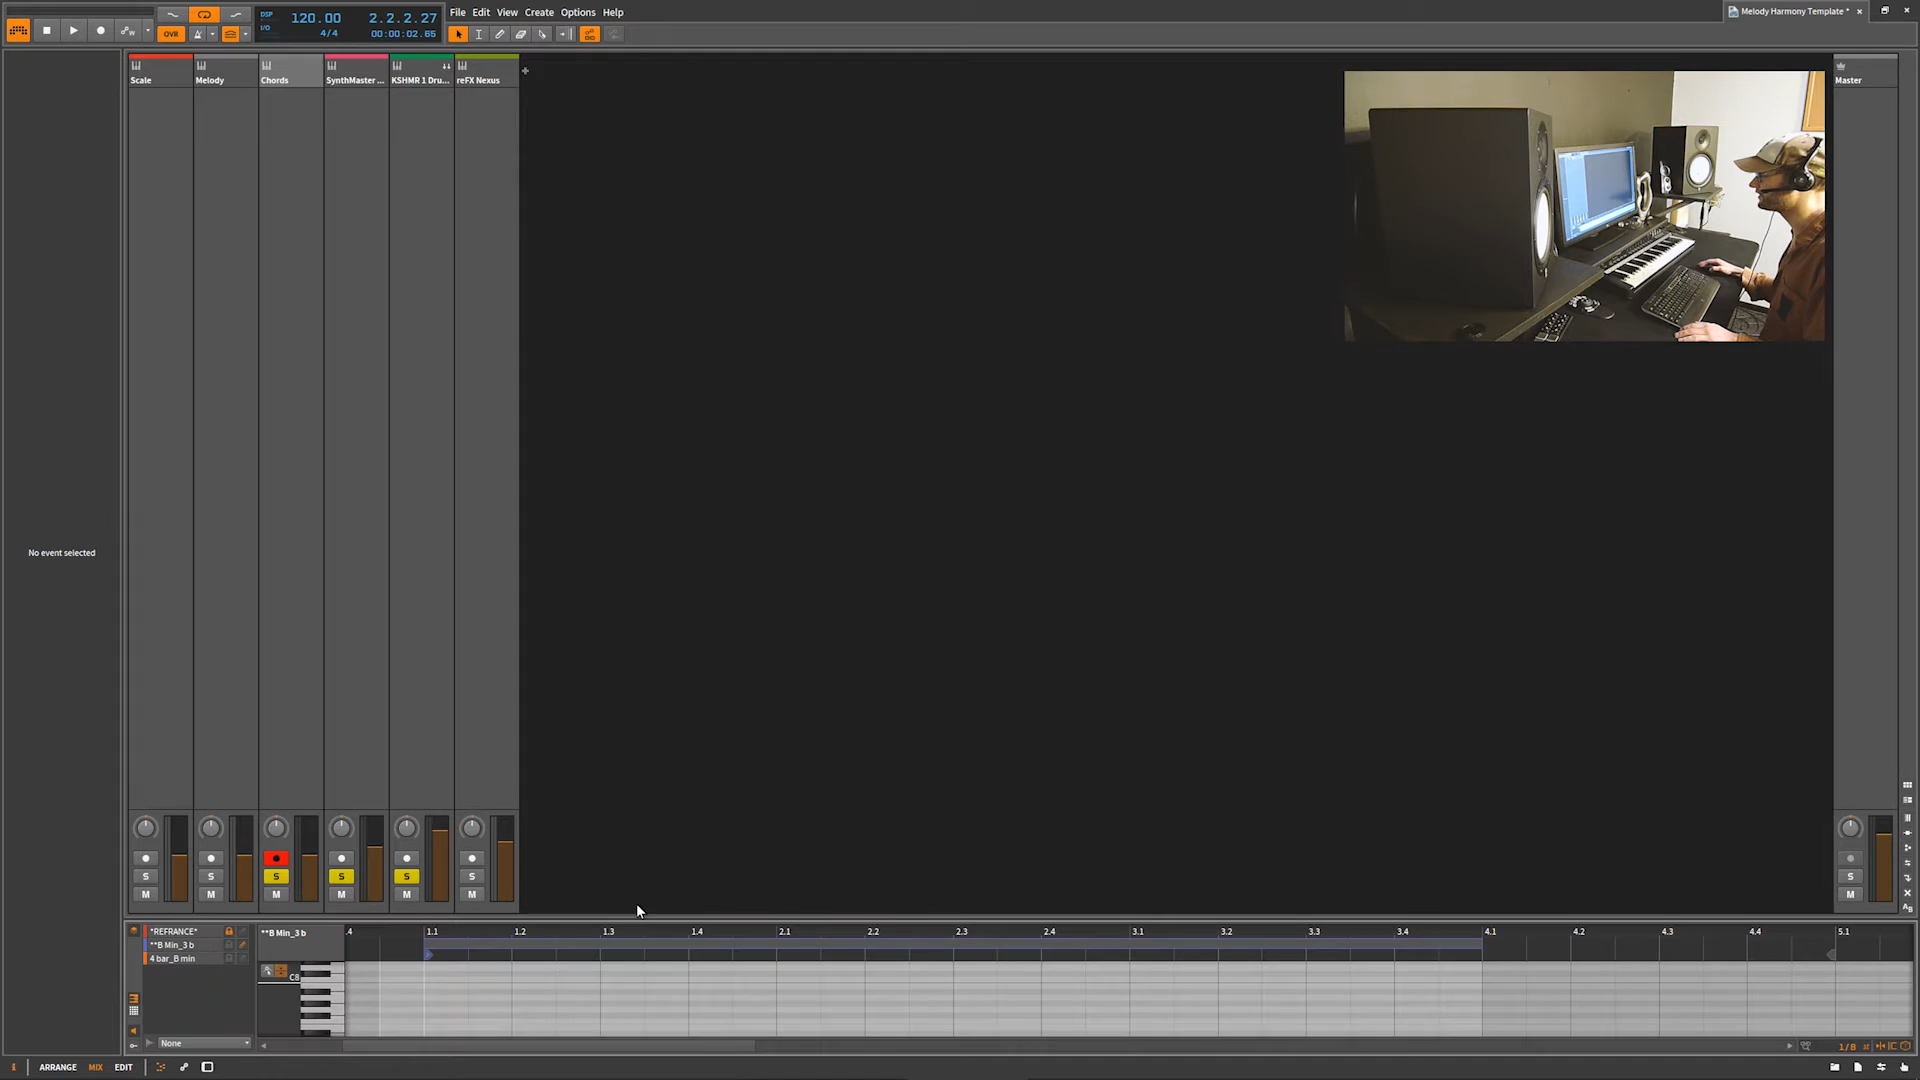 OVR
DSP
I/O
120.00
4/4
2.2.2.27
00:00:02.65
File Edit View Create Options Help
Melody Harmony Template *
Scale
Melody
Chords
SynthMaster ...
KSHMR 1 Dru...
reFX Nexus
Master
No event selected
S S S S S S S
M M M M M M M
*REFRANCE*
**B Min_3 b
4 bar_B min
**B Min_3 b
.4 1.1 1.2 1.3 1.4 2.1 2.2 2.3 2.4 3.1 3.2 3.3 3.4 4.1 4.2 4.3 4.4 5.1
C8
None
1/8
ARRANGE MIX EDIT